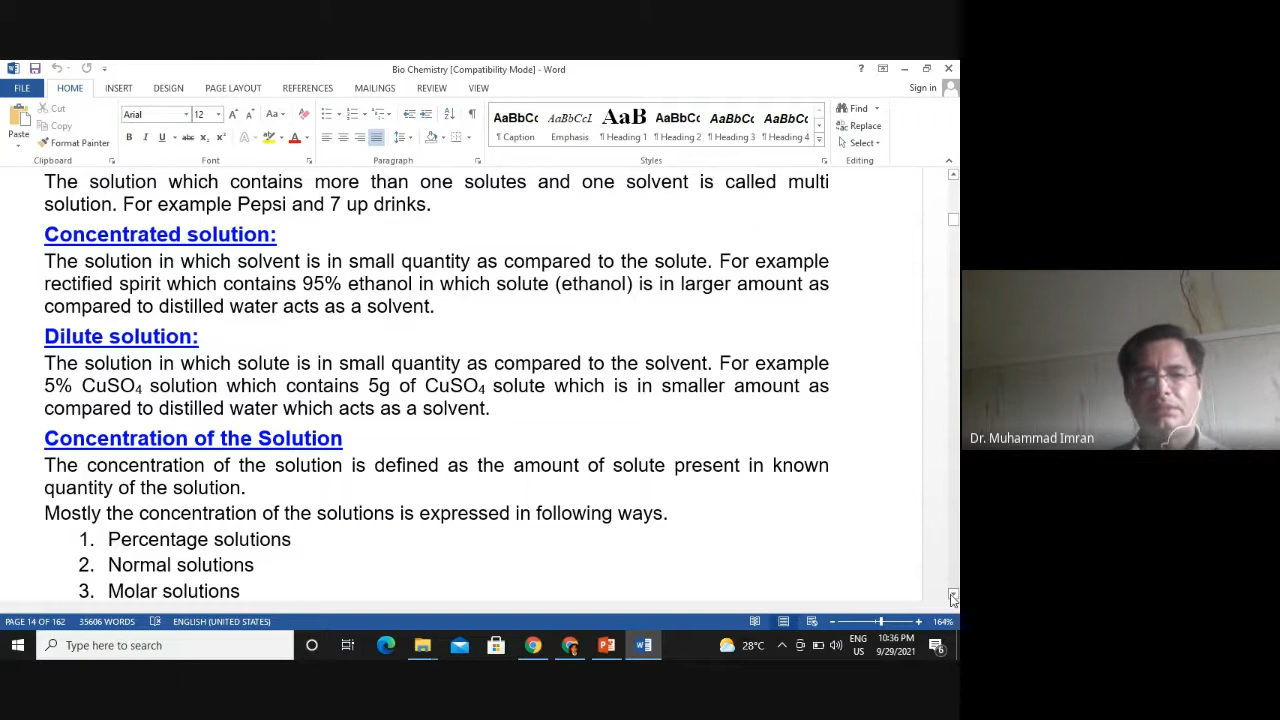 Bio Chemistry [Compatibility Mode] - Word
?
FILE HOME INSERT DESIGN PAGE LAYOUT REFERENCES MAILINGS REVIEW VIEW Sign in
Paste
Cut
Copy
Format Painter
Clipboard
Arial 12
B I U abc X₂ X²
Font
Paragraph
AaBbCc AaBbCcI AaB AaBbCc AaBbCc AaBbCc
¶ Caption Emphasis ¶ Heading 1 ¶ Heading 2 ¶ Heading 3 ¶ Heading 4
Styles
Find
Replace
Select
Editing
The solution which contains more than one solutes and one solvent is called multi
solution. For example Pepsi and 7 up drinks.
Concentrated solution:
The solution in which solvent is in small quantity as compared to the solute. For example
rectified spirit which contains 95% ethanol in which solute (ethanol) is in larger amount as
compared to distilled water acts as a solvent.
Dilute solution:
The solution in which solute is in small quantity as compared to the solvent. For example
5% CuSO₄ solution which contains 5g of CuSO₄ solute which is in smaller amount as
compared to distilled water which acts as a solvent.
Concentration of the Solution
The concentration of the solution is defined as the amount of solute present in known
quantity of the solution.
Mostly the concentration of the solutions is expressed in following ways.
1. Percentage solutions
2. Normal solutions
3. Molar solutions
PAGE 14 OF 162 35606 WORDS ENGLISH (UNITED STATES) 164%
Type here to search
28°C
ENG
US
10:36 PM
9/29/2021
6
Dr. Muhammad Imran